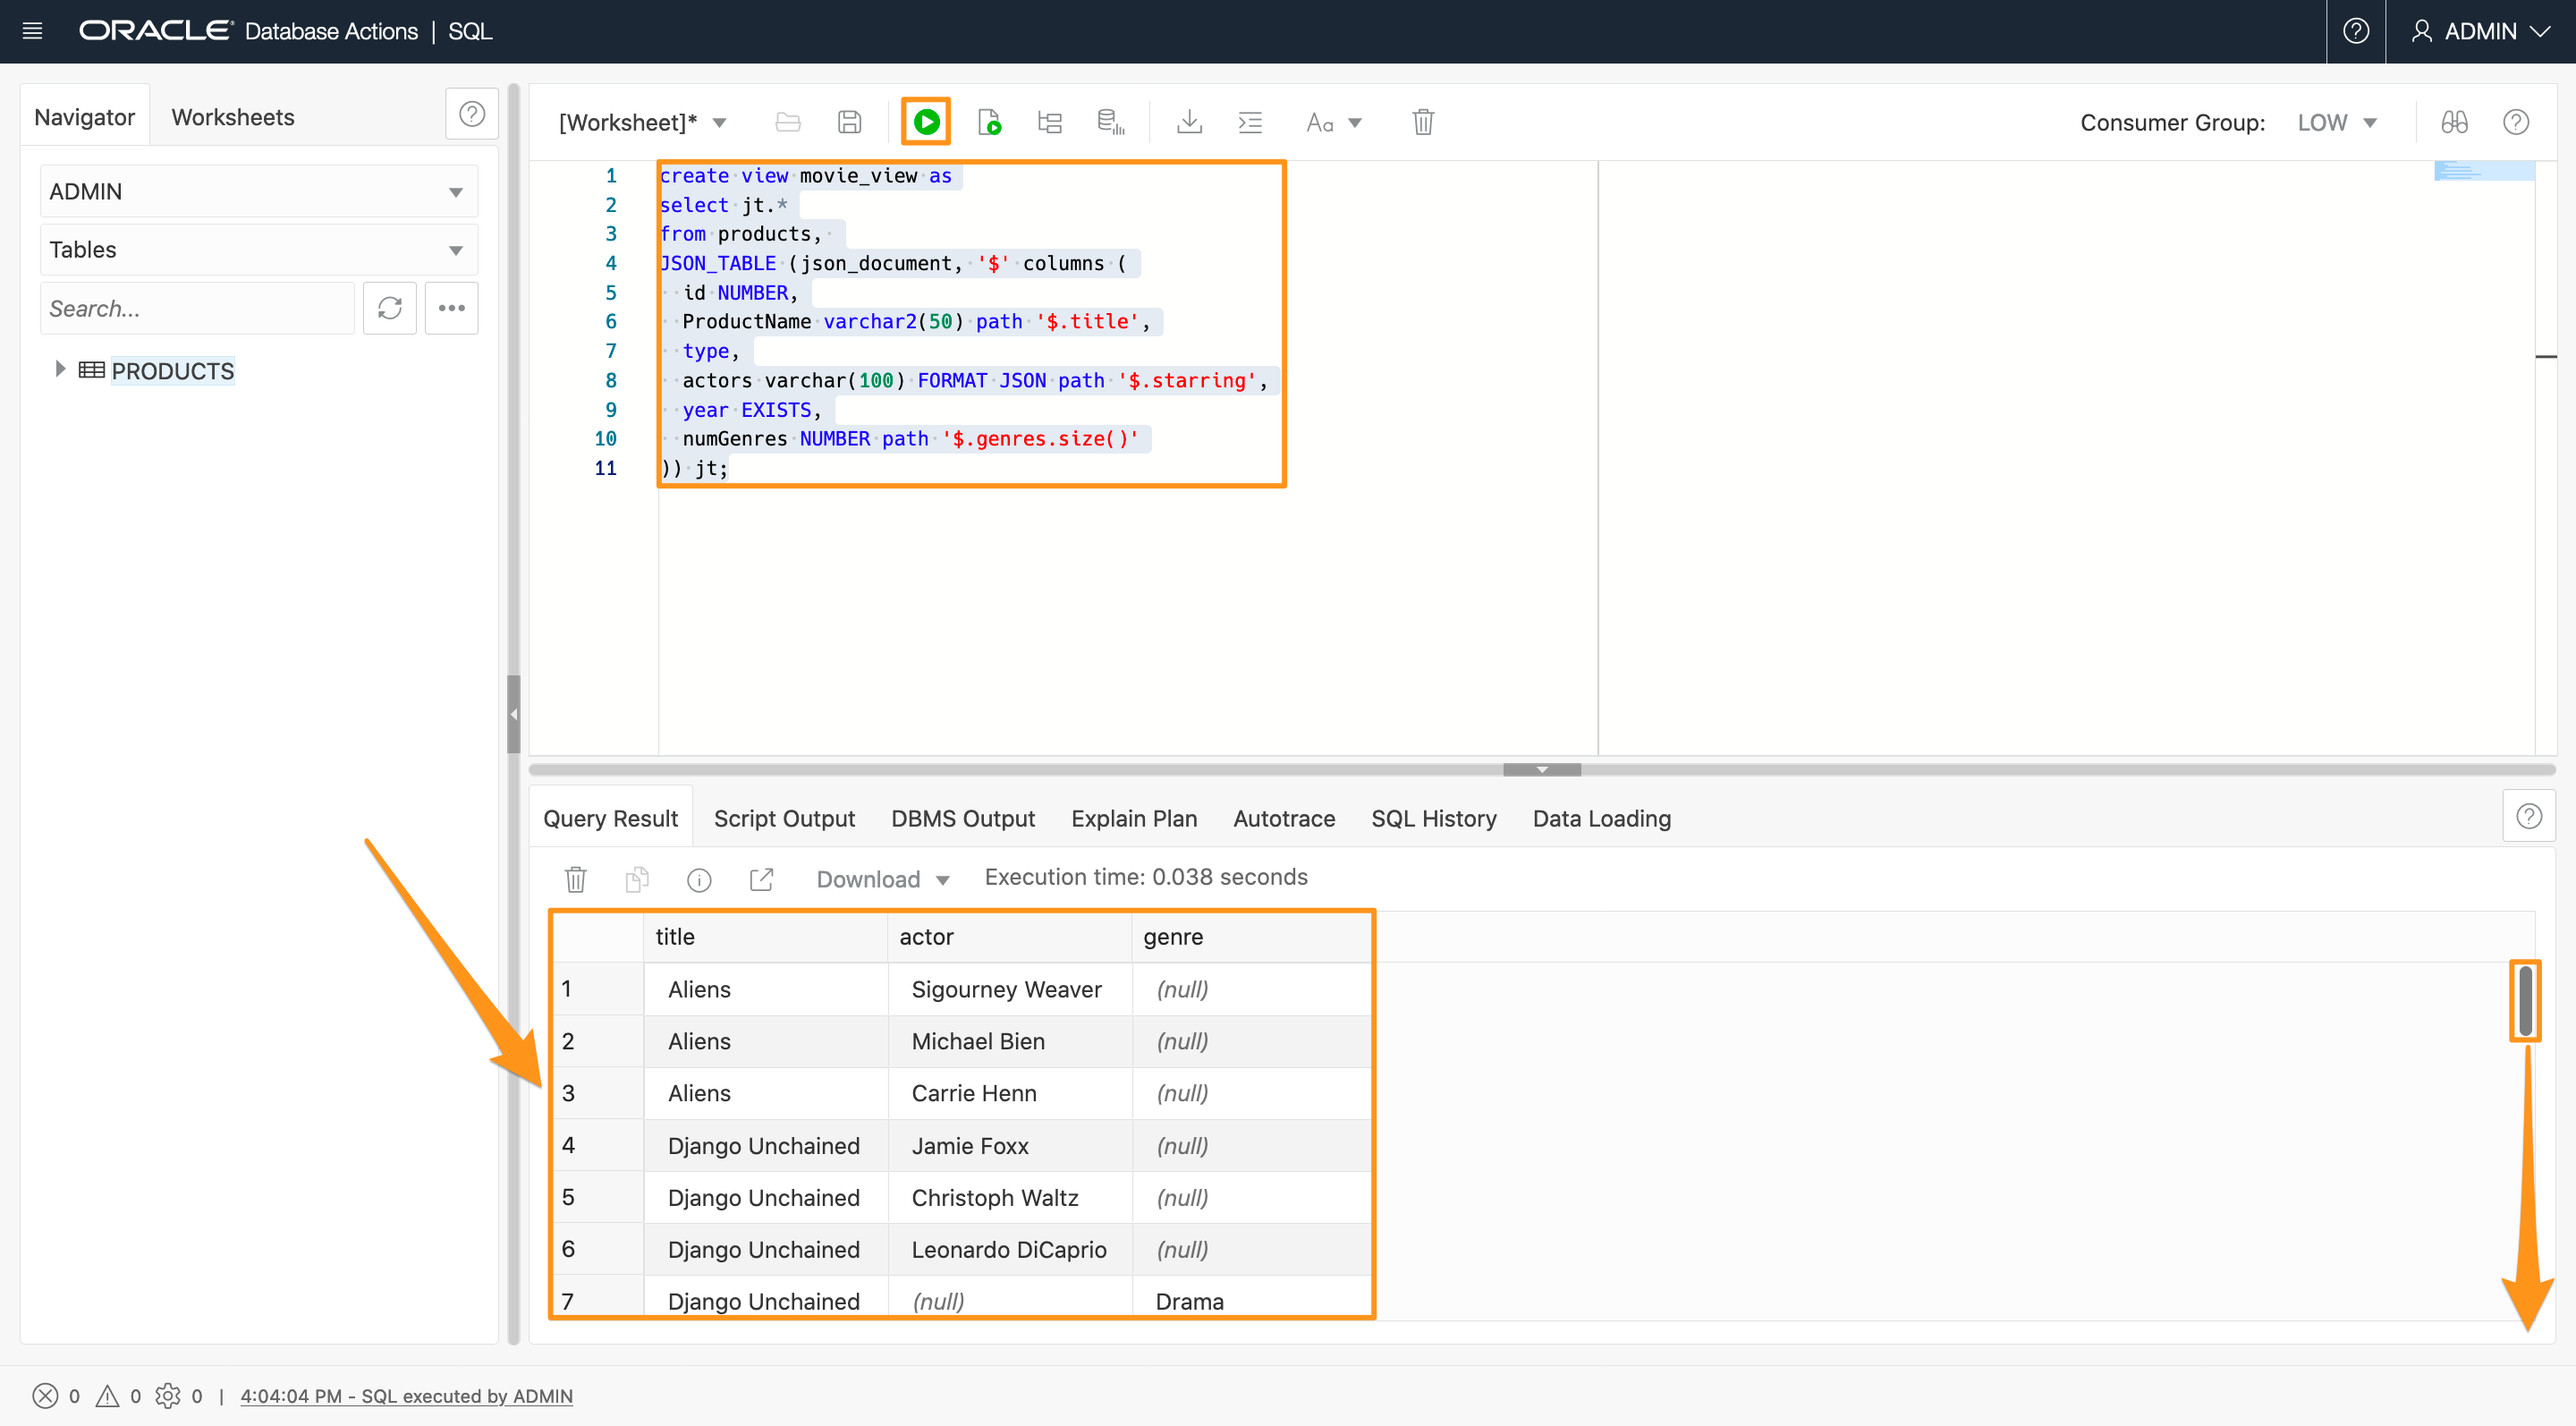 ORACLE Database Actions | SQL
ADMIN
Navigator
Worksheets
ADMIN
Tables
Search...
PRODUCTS
[Worksheet]*
Aa
Consumer Group: LOW
1 create view movie_view as
2 select jt.*
3 from products,
4 JSON_TABLE (json_document, '$' columns (
5 id NUMBER,
6 ProductName varchar2(50) path '$.title',
7 type,
8 actors varchar(100) FORMAT JSON path '$.starring',
9 year EXISTS,
10 numGenres NUMBER path '$.genres.size()'
11 )) jt;
Query Result
Script Output
DBMS Output
Explain Plan
Autotrace
SQL History
Data Loading
Download
Execution time: 0.038 seconds
title actor genre
1 Aliens Sigourney Weaver (null)
2 Aliens Michael Bien (null)
3 Aliens Carrie Henn (null)
4 Django Unchained Jamie Foxx (null)
5 Django Unchained Christoph Waltz (null)
6 Django Unchained Leonardo DiCaprio (null)
7 Django Unchained (null) Drama
0 0 0 | 4:04:04 PM - SQL executed by ADMIN